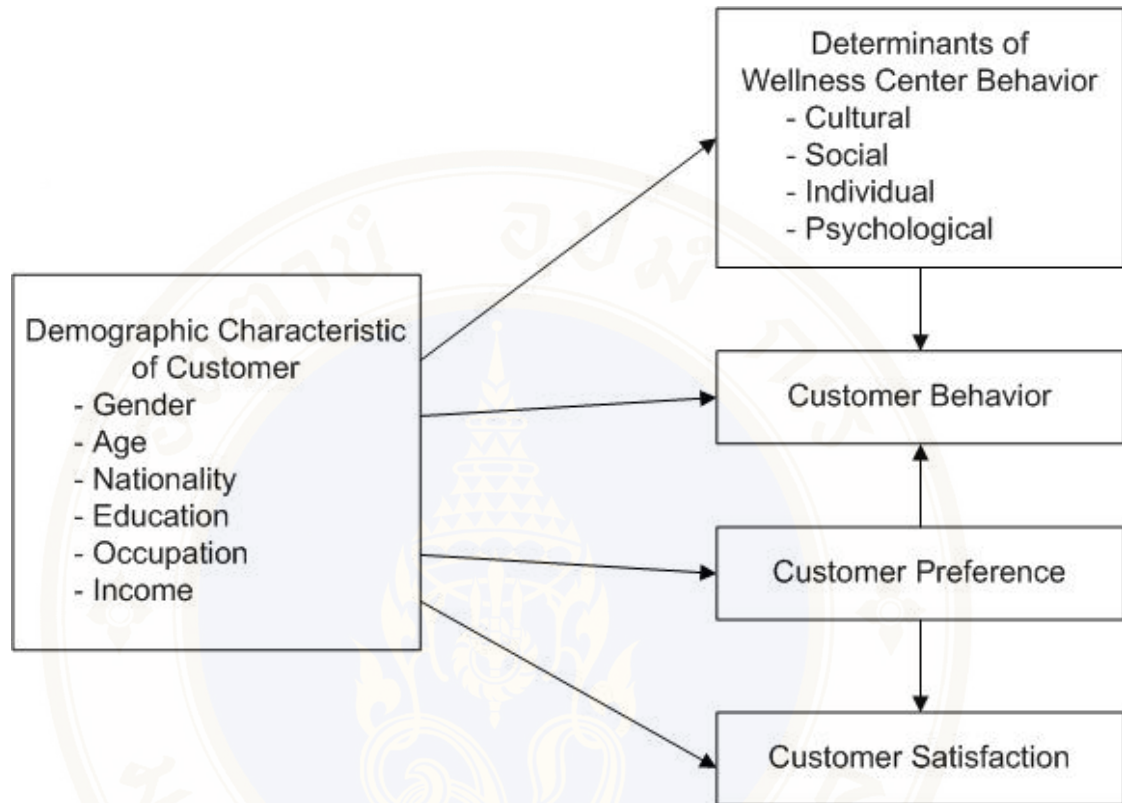 Determinants of
Wellness Center Behavior
- Cultural
- Social
- Individual
- Psychological
Demographic Characteristic
of Customer
- Gender
- Age
- Nationality
- Education
- Occupation
- Income
Customer Behavior
Customer Preference
Customer Satisfaction